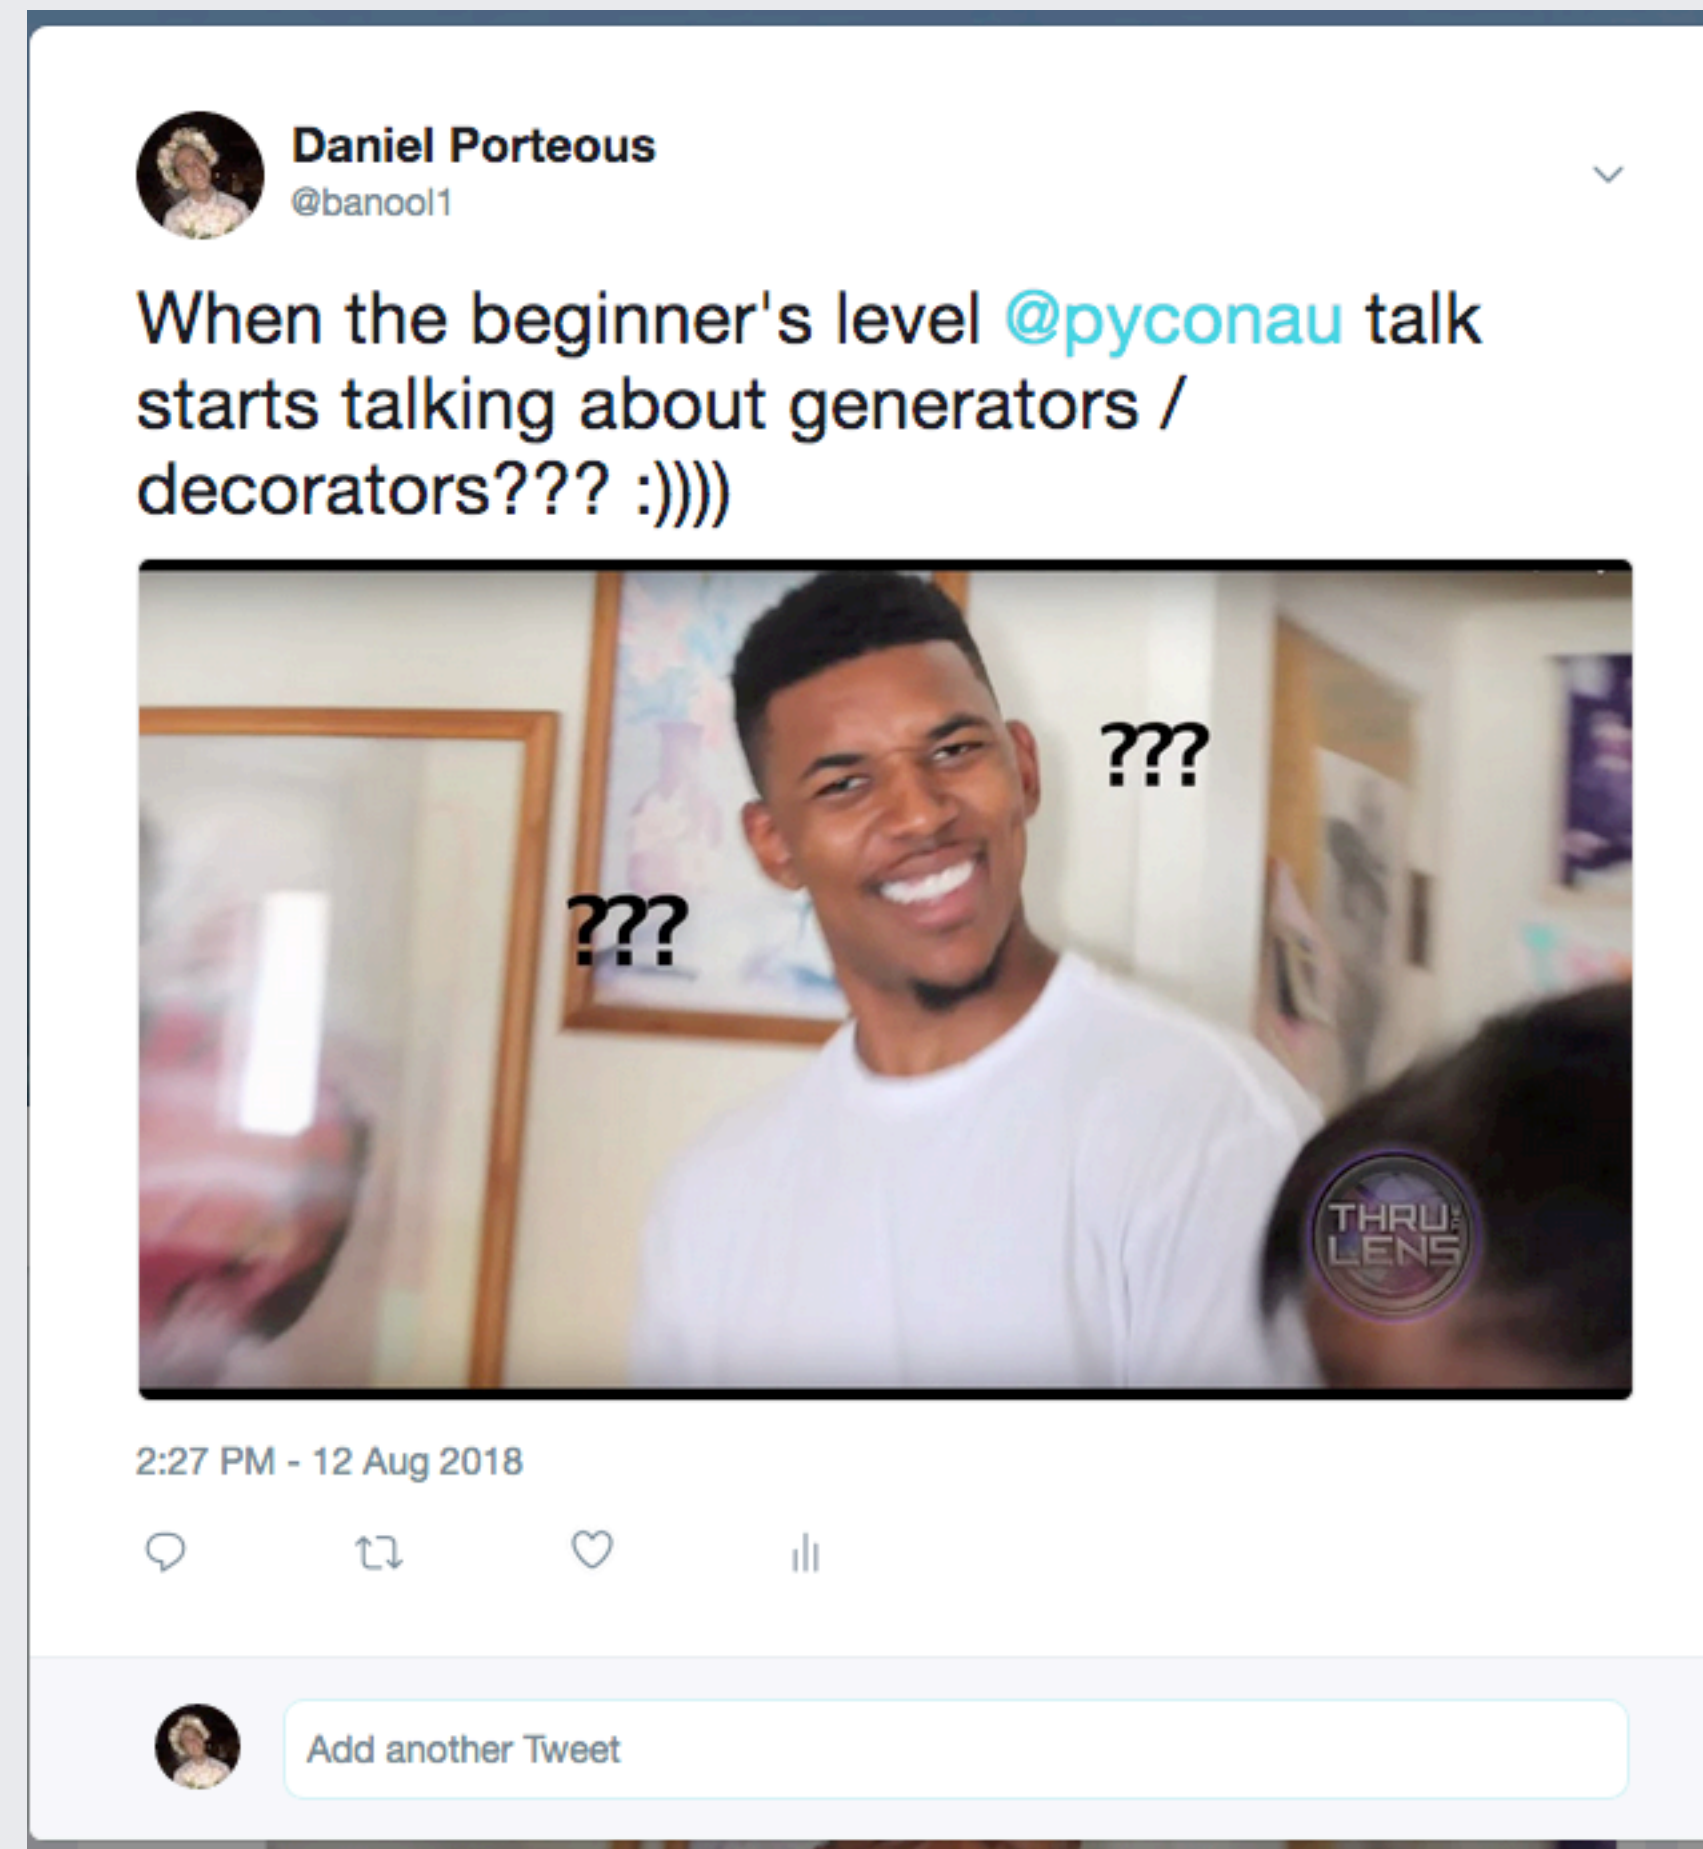 Daniel Porteous
@banool1
When the beginner's level @pyconau talk
starts talking about generators /
decorators??? :))))
???
???
THRU
LENS
2:27 PM - 12 Aug 2018
Add another Tweet